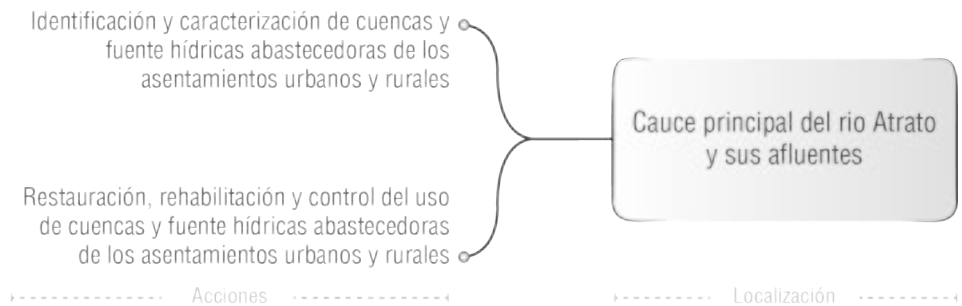 Identificación y caracterización de cuencas y
fuente hídricas abastecedoras de los
asentamientos urbanos y rurales
Cauce principal del rio Atrato
y sus afluentes
Restauración, rehabilitación y control del uso
de cuencas y fuente hídricas abastecedoras
de los asentamientos urbanos y rurales
Acciones
Localización